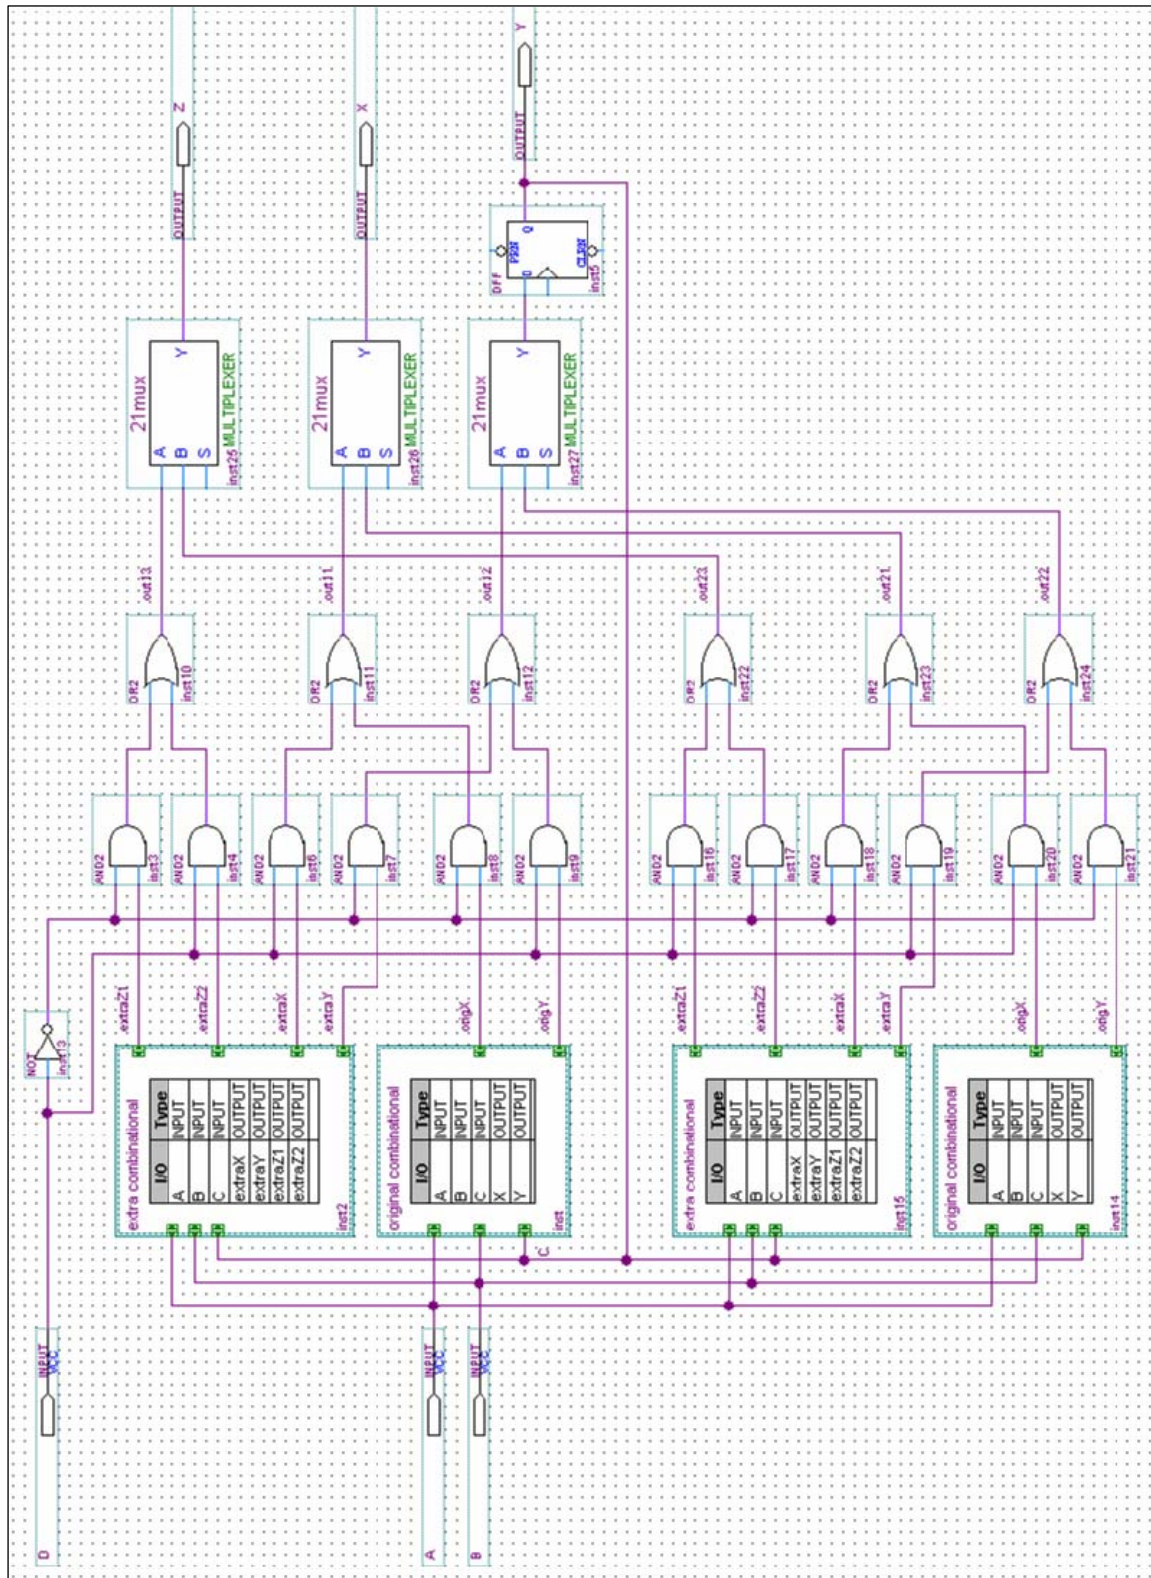 D
INPUT
VCC
NOT
inst13
A
INPUT
VCC
B
INPUT
VCC
C
extra combinational
I/O Type
A INPUT
B INPUT
C INPUT
extraX OUTPUT
extraY OUTPUT
extraZ1 OUTPUT
extraZ2 OUTPUT
inst2
original combinational
I/O Type
A INPUT
B INPUT
C INPUT
X OUTPUT
Y OUTPUT
inst
extra combinational
I/O Type
A INPUT
B INPUT
C INPUT
extraX OUTPUT
extraY OUTPUT
extraZ1 OUTPUT
extraZ2 OUTPUT
inst15
original combinational
I/O Type
A INPUT
B INPUT
C INPUT
X OUTPUT
Y OUTPUT
inst14
.extraZ1
.extraZ2
.extraX
.extraY
.origX
.origY
.extraZ1
.extraZ2
.extraX
.extraY
.origX
.origY
AND2
inst3
AND2
inst4
AND2
inst6
AND2
inst7
AND2
inst8
AND2
inst9
AND2
inst16
AND2
inst17
AND2
inst18
AND2
inst19
AND2
inst20
AND2
inst21
OR2
inst10
OR2
inst11
OR2
inst12
OR2
inst22
OR2
inst23
OR2
inst24
.out13
.out11
.out12
.out23
.out21
.out22
21mux
A
B
S
Y
MULTIPLEXER
inst25
21mux
A
B
S
Y
MULTIPLEXER
inst26
21mux
A
B
S
Y
MULTIPLEXER
inst27
DFF
PRN
D
Q
CLRN
inst5
OUTPUT
Z
OUTPUT
X
OUTPUT
Y